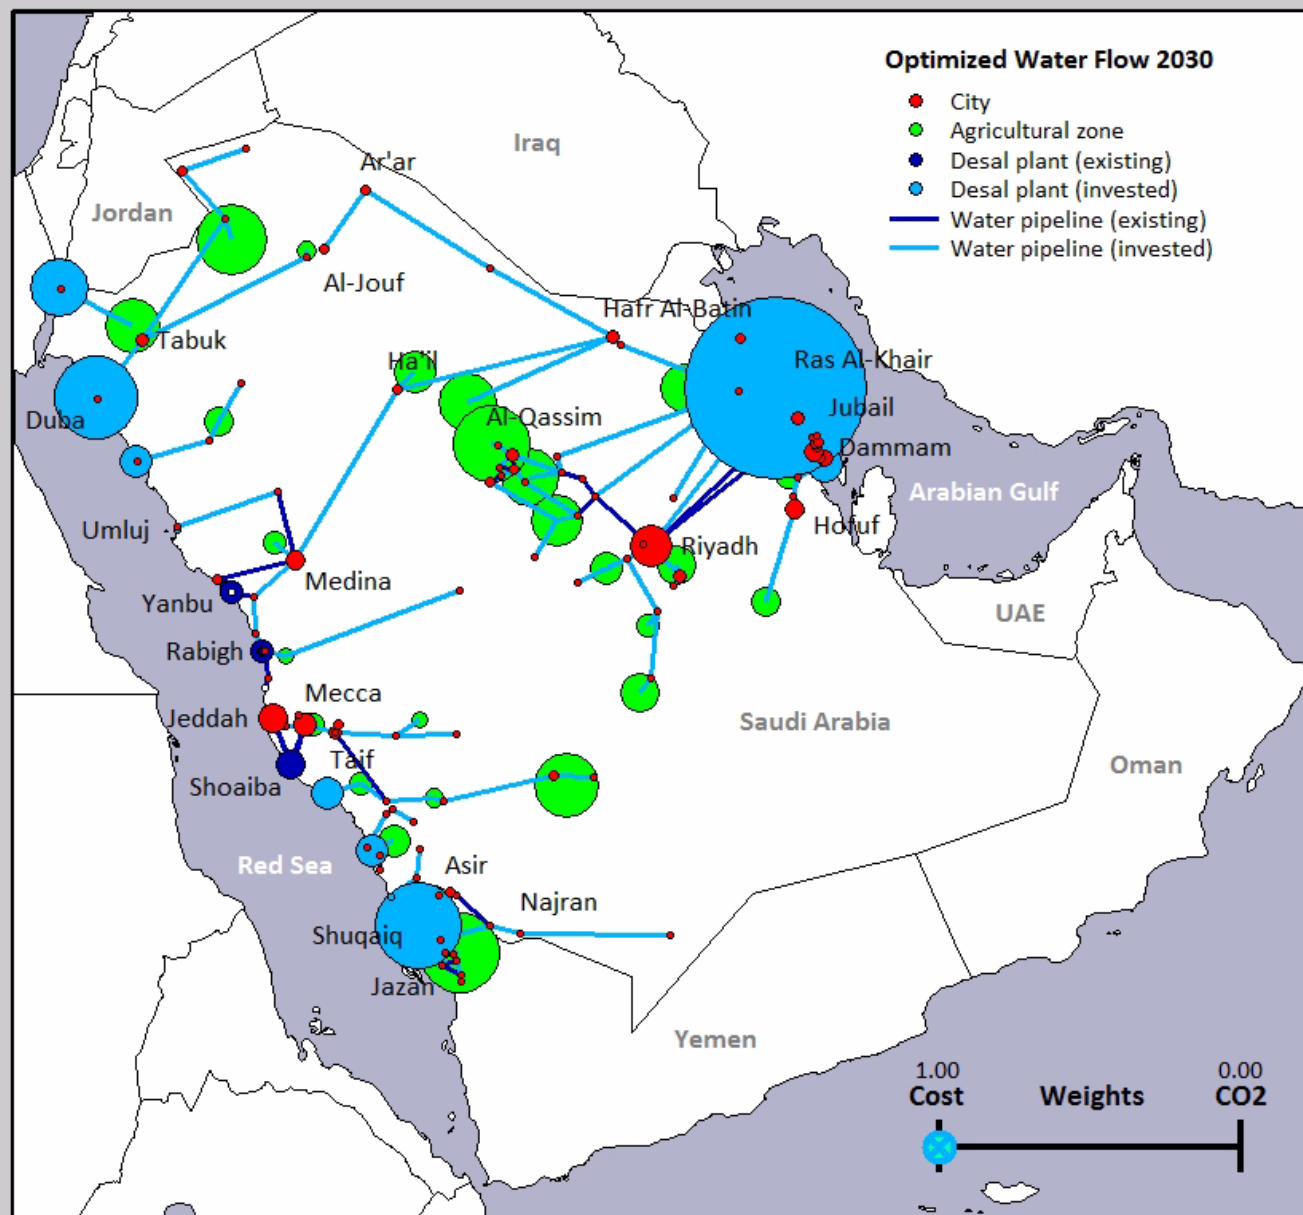 Optimized Water Flow 2030
City
Agricultural zone
Desal plant (existing)
Desal plant (invested)
Water pipeline (existing)
Water pipeline (invested)
Iraq
Ar'ar
Jordan
Al-Jouf
Hafr Al-Batin
Tabuk
Ha'il
Ras Al-Khair
Duba
Al-Qassim
Jubail
Dammam
Arabian Gulf
Umluj
Hofuf
Riyadh
Medina
Yanbu
UAE
Rabigh
Mecca
Jeddah
Saudi Arabia
Taif
Oman
Shoaiba
Red Sea
Asir
Najran
Shuqaiq
Jazan
Yemen
1.00
0.00
Cost
Weights
CO2